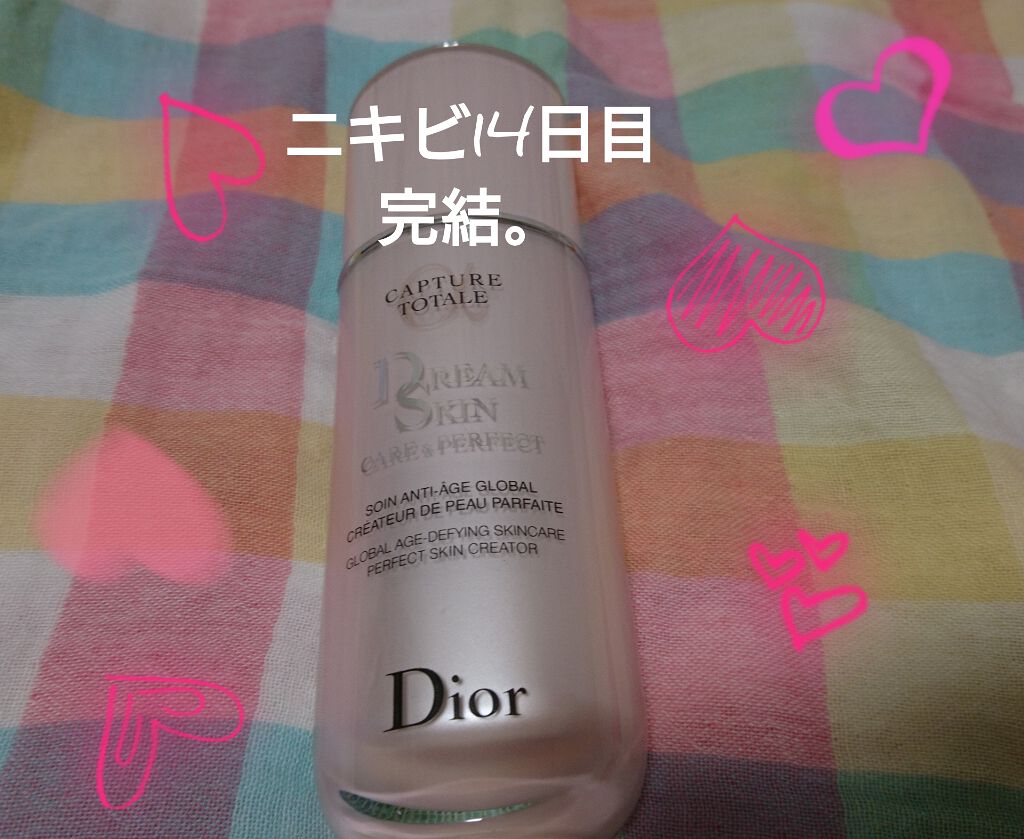 ニキビ14日目
完結。
CAPTURE
TOTALE
DREAM
SKIN
CARE & PERFECT
SOIN ANTI-ÂGE GLOBAL
CRÉATEUR DE PEAU PARFAITE
GLOBAL AGE-DEFYING SKINCARE
PERFECT SKIN CREATOR
Dior